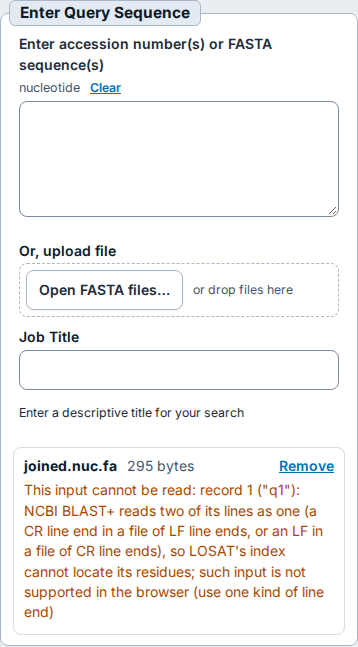 Enter Query Sequence
Enter accession number(s) or FASTA
sequence(s)
nucleotide Clear
Or, upload file
Open FASTA files... or drop files here
Job Title
Enter a descriptive title for your search
joined.nuc.fa 295 bytes Remove
This input cannot be read: record 1 ("q1"):
NCBI BLAST+ reads two of its lines as one (a
CR line end in a file of LF line ends, or an LF in
a file of CR line ends), so LOSAT's index
cannot locate its residues; such input is not
supported in the browser (use one kind of line
end)